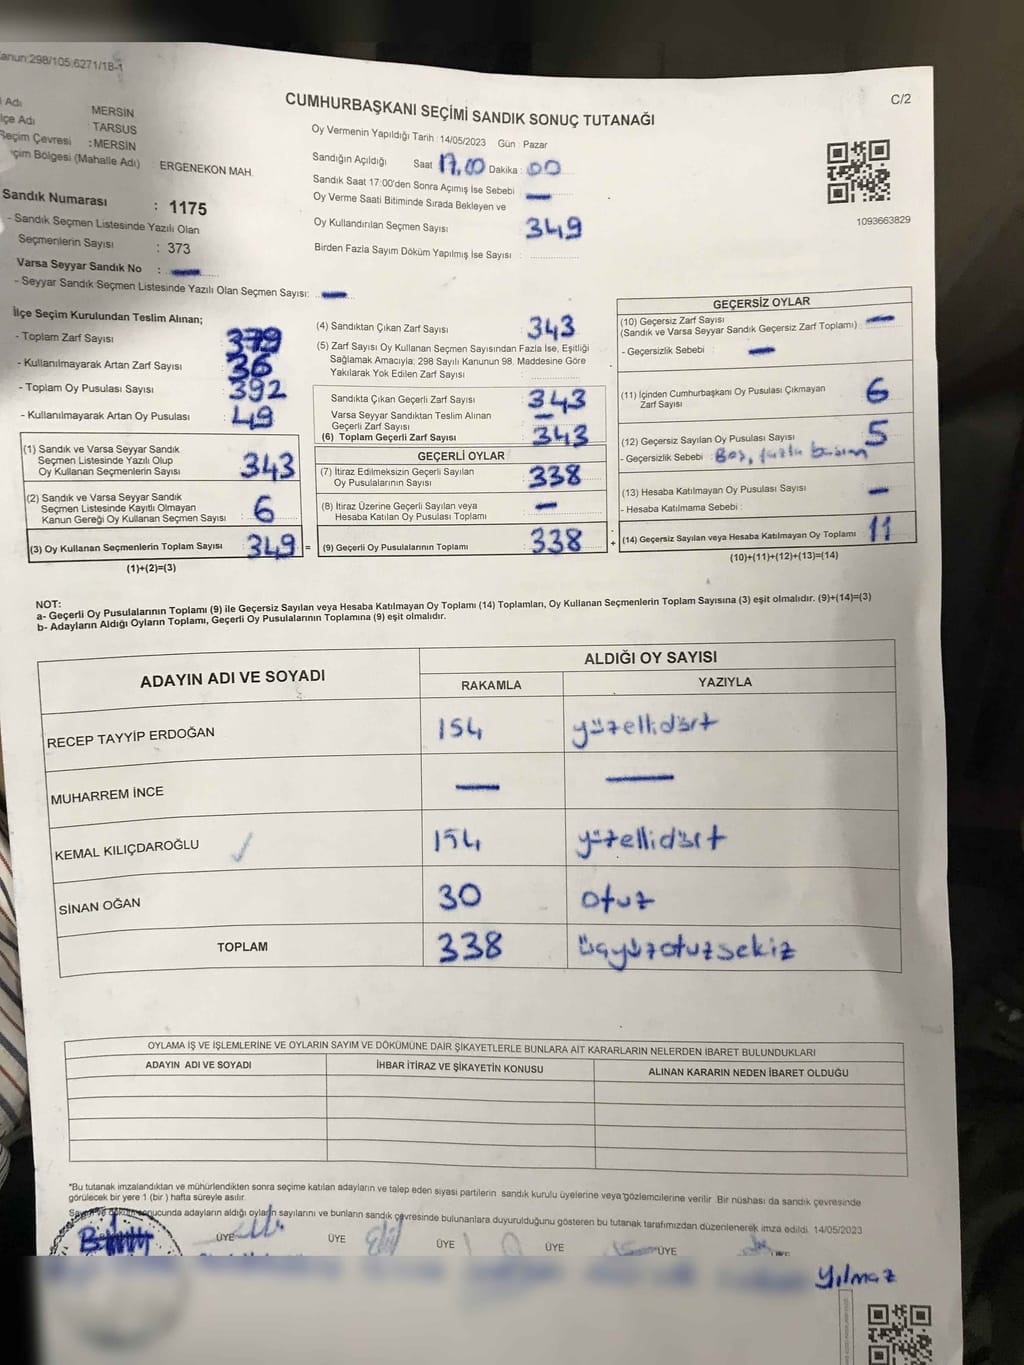 anun:298/105;6271/18-1
C/2
CUMHURBAŞKANI SEÇİMİ SANDIK SONUÇ TUTANAĞI
Adı MERSİN
lçe Adı TARSUS
Seçim Çevresi : MERSİN
çim Bölgesi (Mahalle Adı) ERGENEKON MAH.
Oy Vermenin Yapıldığı Tarih : 14/05/2023 Gün : Pazar
Sandığın Açıldığı Saat 17.00 Dakika : 00
Sandık Saat 17:00'den Sonra Açımış İse Sebebi : —
Oy Verme Saati Bitiminde Sırada Bekleyen ve
Oy Kullandırılan Seçmen Sayısı : 349
Birden Fazla Sayım Döküm Yapılmış İse Sayısı :
1093663829
Sandık Numarası : 1175
- Sandık Seçmen Listesinde Yazılı Olan
Seçmenlerin Sayısı : 373
Varsa Seyyar Sandık No : —
- Seyyar Sandık Seçmen Listesinde Yazılı Olan Seçmen Sayısı: —
İlçe Seçim Kurulundan Teslim Alınan;
- Toplam Zarf Sayısı 379
- Kullanılmayarak Artan Zarf Sayısı 36
- Toplam Oy Pusulası Sayısı 392
- Kullanılmayarak Artan Oy Pusulası 49
(1) Sandık ve Varsa Seyyar Sandık
Seçmen Listesinde Yazılı Olup
Oy Kullanan Seçmenlerin Sayısı 343
(2) Sandık ve Varsa Seyyar Sandık
Seçmen Listesinde Kayıtlı Olmayan
Kanun Gereği Oy Kullanan Seçmen Sayısı 6
(3) Oy Kullanan Seçmenlerin Toplam Sayısı 349 =
(1)+(2)=(3)
(4) Sandıktan Çıkan Zarf Sayısı 343
(5) Zarf Sayısı Oy Kullanan Seçmen Sayısından Fazla İse, Eşitliği
Sağlamak Amacıyla; 298 Sayılı Kanunun 98. Maddesine Göre
Yakılarak Yok Edilen Zarf Sayısı
Sandıkta Çıkan Geçerli Zarf Sayısı 343
Varsa Seyyar Sandıktan Teslim Alınan
Geçerli Zarf Sayısı —
(6) Toplam Geçerli Zarf Sayısı 343
GEÇERLİ OYLAR
(7) İtiraz Edilmeksizin Geçerli Sayılan
Oy Pusulalarının Sayısı 338
(8) İtiraz Üzerine Geçerli Sayılan veya
Hesaba Katılan Oy Pusulası Toplamı —
(9) Geçerli Oy Pusulalarının Toplamı 338 +
GEÇERSİZ OYLAR
(10) Geçersiz Zarf Sayısı
(Sandık ve Varsa Seyyar Sandık Geçersiz Zarf Toplamı) —
- Geçersizlik Sebebi : —
(11) İçinden Cumhurbaşkanı Oy Pusulası Çıkmayan
Zarf Sayısı 6
(12) Geçersiz Sayılan Oy Pusulası Sayısı 5
- Geçersizlik Sebebi : Boş, fazla
(13) Hesaba Katılmayan Oy Pusulası Sayısı —
- Hesaba Katılmama Sebebi :
(14) Geçersiz Sayılan veya Hesaba Katılmayan Oy Toplamı 11
(10)+(11)+(12)+(13)=(14)
NOT:
a- Geçerli Oy Pusulalarının Toplamı (9) ile Geçersiz Sayılan veya Hesaba Katılmayan Oy Toplamı (14) Toplamları, Oy Kullanan Seçmenlerin Toplam Sayısına (3) eşit olmalıdır. (9)+(14)=(3)
b- Adayların Aldığı Oyların Toplamı, Geçerli Oy Pusulalarının Toplamına (9) eşit olmalıdır.
ADAYIN ADI VE SOYADI ALDIĞI OY SAYISI
RAKAMLA YAZIYLA
RECEP TAYYİP ERDOĞAN 154 yüzellidört
MUHARREM İNCE — —
KEMAL KILIÇDAROĞLU 154 yüzellidört
SİNAN OĞAN 30 otuz
TOPLAM 338 üçyüzotuzsekiz
OYLAMA İŞ VE İŞLEMLERİNE VE OYLARIN SAYIM VE DÖKÜMÜNE DAİR ŞİKAYETLERLE BUNLARA AİT KARARLARIN NELERDEN İBARET BULUNDUKLARI
ADAYIN ADI VE SOYADI İHBAR İTİRAZ VE ŞİKAYETİN KONUSU ALINAN KARARIN NEDEN İBARET OLDUĞU
*Bu tutanak imzalandıktan ve mühürlendikten sonra seçime katılan adayların ve talep eden siyasi partilerin sandık kurulu üyelerine veya gözlemcilerine verilir Bir nüshası da sandık çevresinde
görülecek bir yere 1 (bir) hafta süreyle asılır.
Sayım ve döküm sonucunda adayların aldığı oyların sayılarını ve bunların sandık çevresinde bulunanlara duyurulduğunu gösteren bu tutanak tarafımızdan düzenlenerek imza edildi. 14/05/2023
ÜYE ÜYE ÜYE ÜYE ÜYE
Yılmaz